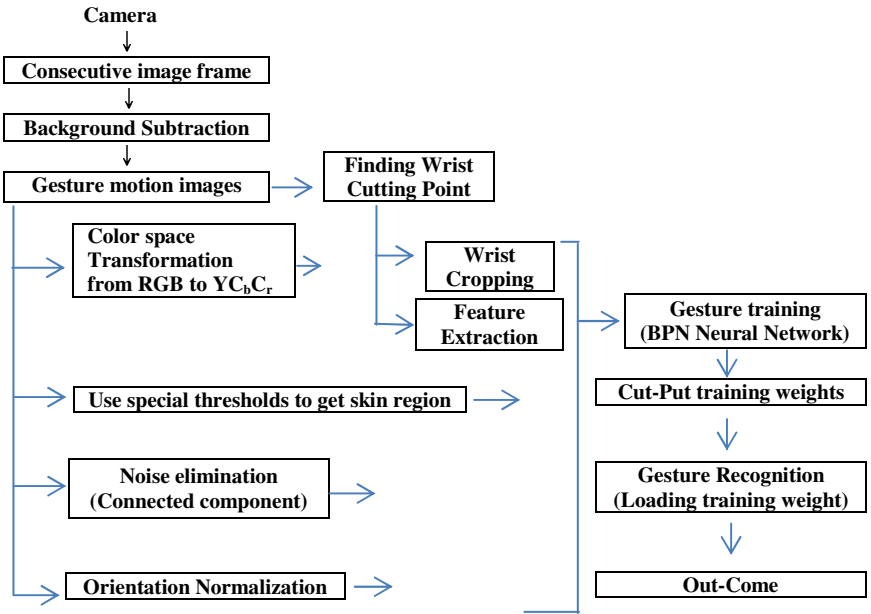 Camera
Consecutive image frame
Background Subtraction
Gesture motion images
Finding Wrist
Cutting Point
Color space
Transformation
from RGB to YCbCr
Wrist
Cropping
Feature
Extraction
Use special thresholds to get skin region
Noise elimination
(Connected component)
Orientation Normalization
Gesture training
(BPN Neural Network)
Cut-Put training weights
Gesture Recognition
(Loading training weight)
Out-Come